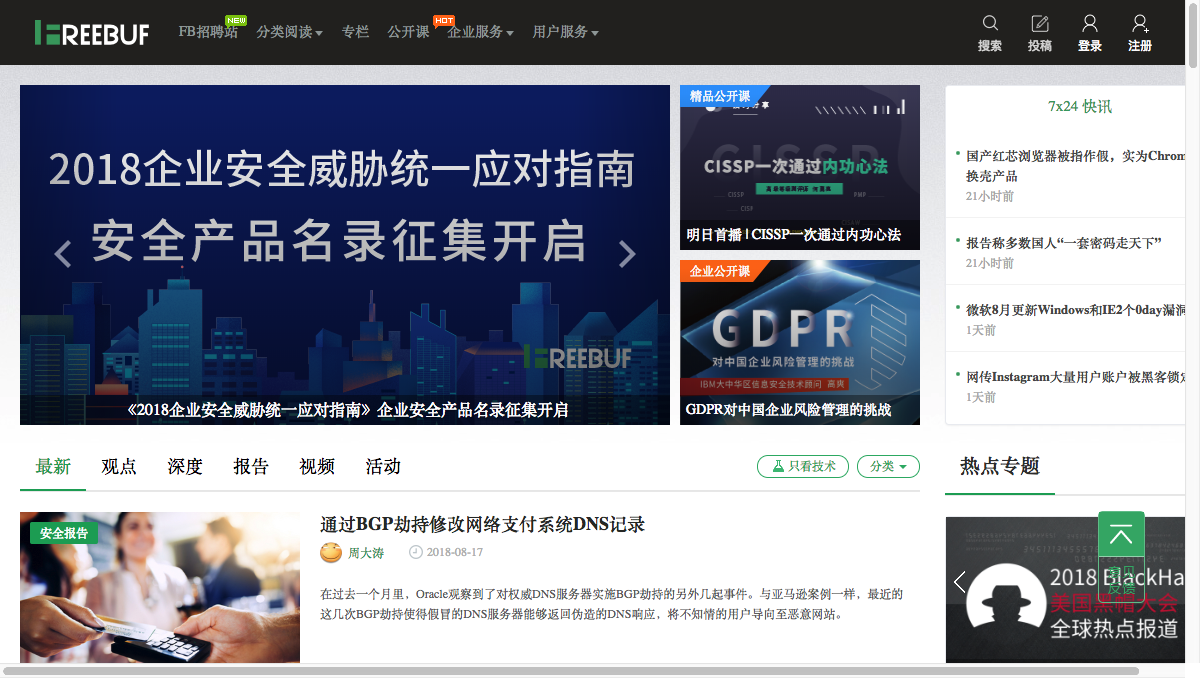 FREEBUF
FB招聘站
NEW
分类阅读
专栏
公开课
HOT
企业服务
用户服务
搜索
投稿
登录
注册
2018企业安全威胁统一应对指南
安全产品名录征集开启
FREEBUF
《2018企业安全威胁统一应对指南》企业安全产品名录征集开启
精品公开课
CISSP一次通过内功心法
CISSP
PMP
CISP
明日首播 | CISSP一次通过内功心法
企业公开课
GDPR
对中国企业风险管理的挑战
IBM大中华区信息安全技术顾问 高爽
GDPR对中国企业风险管理的挑战
7x24 快讯
国产红芯浏览器被指作假，实为Chrom
换壳产品
21小时前
报告称多数国人“一套密码走天下”
21小时前
微软8月更新Windows和IE2个0day漏洞
1天前
网传Instagram大量用户账户被黑客锁定
1天前
最新
观点
深度
报告
视频
活动
只看技术
分类
热点专题
安全报告
通过BGP劫持修改网络支付系统DNS记录
周大涛
2018-08-17
在过去一个月里，Oracle观察到了对权威DNS服务器实施BGP劫持的另外几起事件。与亚马逊案例一样，最近的
这几次BGP劫持使得假冒的DNS服务器能够返回伪造的DNS响应，将不知情的用户导向至恶意网站。
意见
反馈
2018 BlackHa
美国黑帽大会
全球热点报道